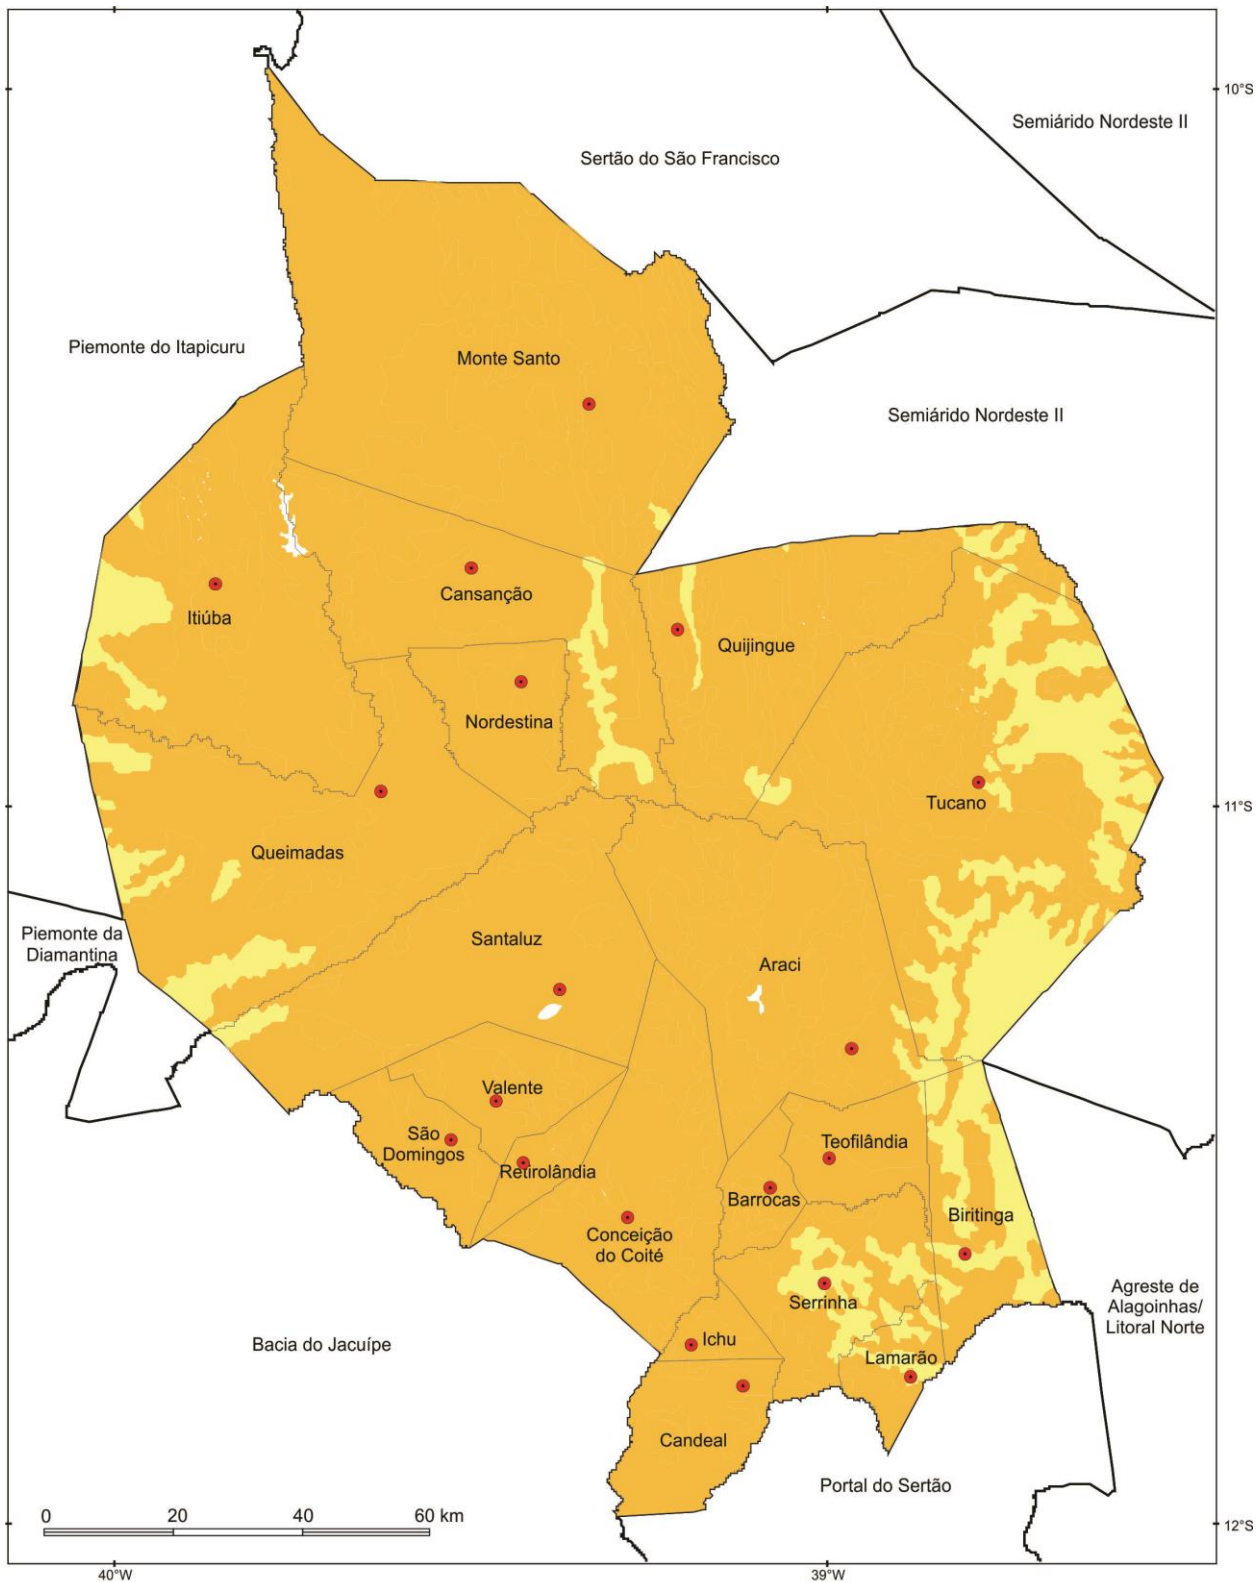 10°S
Semiárido Nordeste II
Sertão do São Francisco
Piemonte do Itapicuru
Monte Santo
Semiárido Nordeste II
Cansanção
Itiúba
Quijingue
Nordestina
Tucano
11°S
Queimadas
Piemonte da
Diamantina
Santaluz
Araci
Valente
São
Domingos
Teofilândia
Retirolândia
Barrocas
Biritinga
Conceição
do Coité
Agreste de
Alagoinhas/
Litoral Norte
Serrinha
Bacia do Jacuípe
Ichu
Lamarão
Candeal
Portal do Sertão
0 20 40 60 km
12°S
40°W 39°W